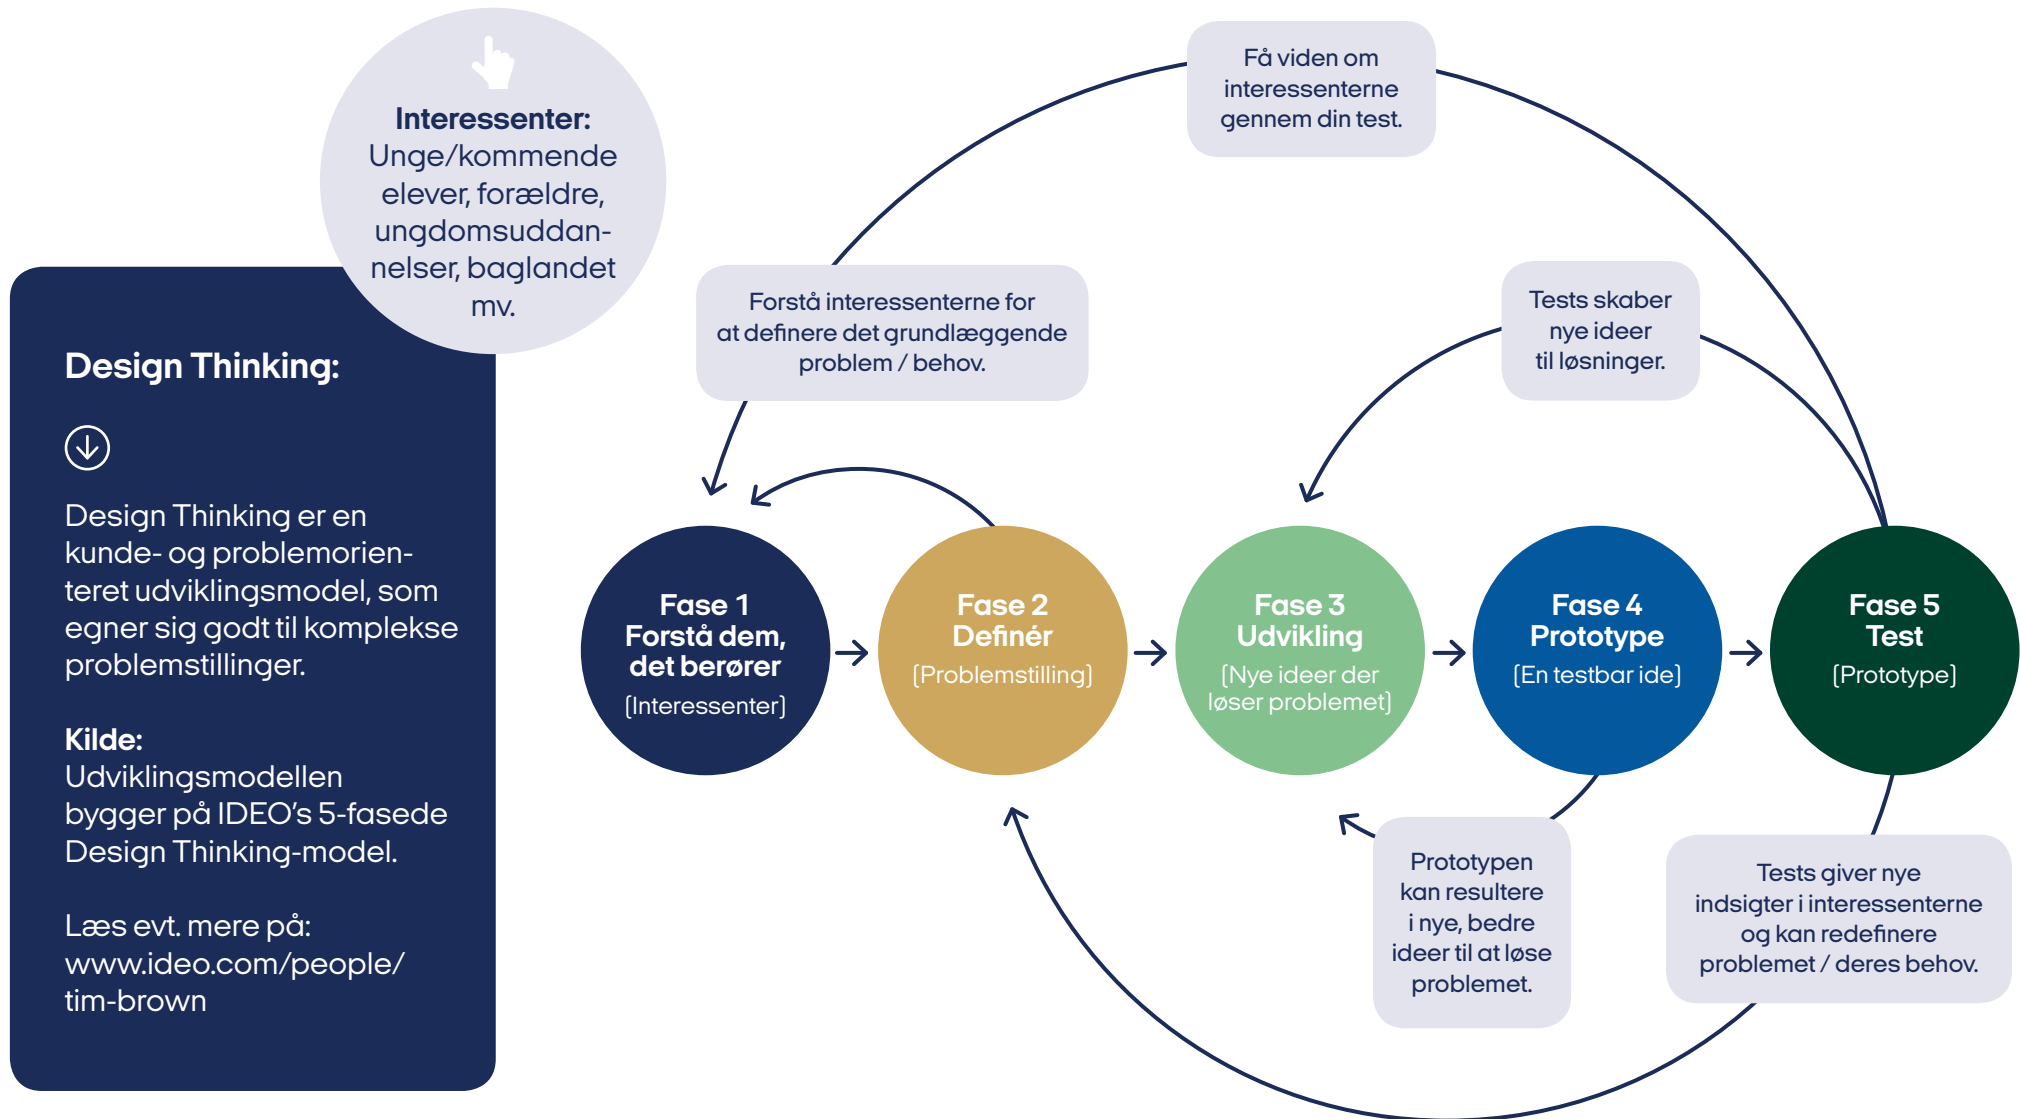 Interessenter:
Unge/kommende
elever, forældre,
ungdomsuddan-
nelser, baglandet
mv.
Design Thinking:
Design Thinking er en
kunde- og problemorien-
teret udviklingsmodel, som
egner sig godt til komplekse
problemstillinger.
Kilde:
Udviklingsmodellen
bygger på IDEO's 5-fasede
Design Thinking-model.
Læs evt. mere på:
www.ideo.com/people/
tim-brown
Få viden om
interessenterne
gennem din test.
Forstå interessenterne for
at definere det grundlæggende
problem / behov.
Tests skaber
nye ideer
til løsninger.
Fase 1
Forstå dem,
det berører
(Interessenter)
Fase 2
Definér
(Problemstilling)
Fase 3
Udvikling
(Nye ideer der
løser problemet)
Fase 4
Prototype
(En testbar ide)
Fase 5
Test
(Prototype)
Prototypen
kan resultere
i nye, bedre
ideer til at løse
problemet.
Tests giver nye
indsigter i interessenterne
og kan redefinere
problemet / deres behov.